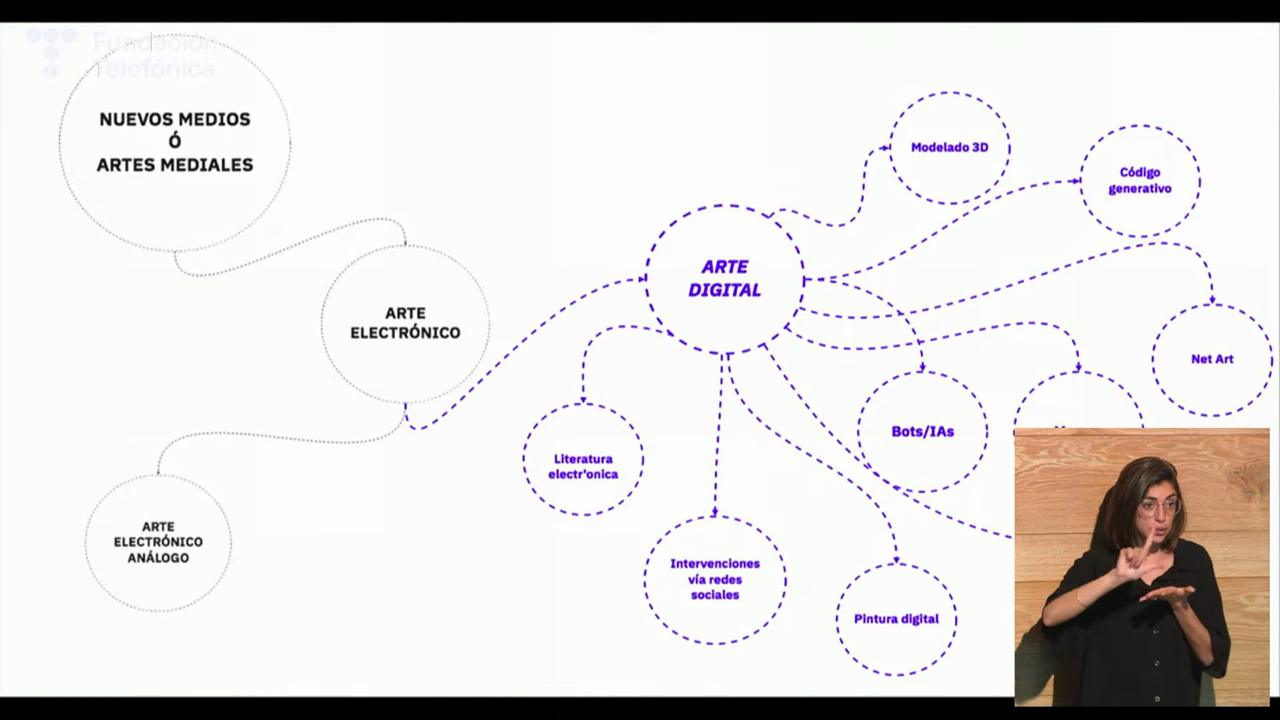 Fundación
Telefónica
NUEVOS MEDIOS
Ó
ARTES MEDIALES
ARTE
ELECTRÓNICO
ARTE
ELECTRÓNICO
ANÁLOGO
ARTE
DIGITAL
Modelado 3D
Código
generativo
Net Art
Bots/IAs
Literatura
electr'onica
Intervenciones
vía redes
sociales
Pintura digital